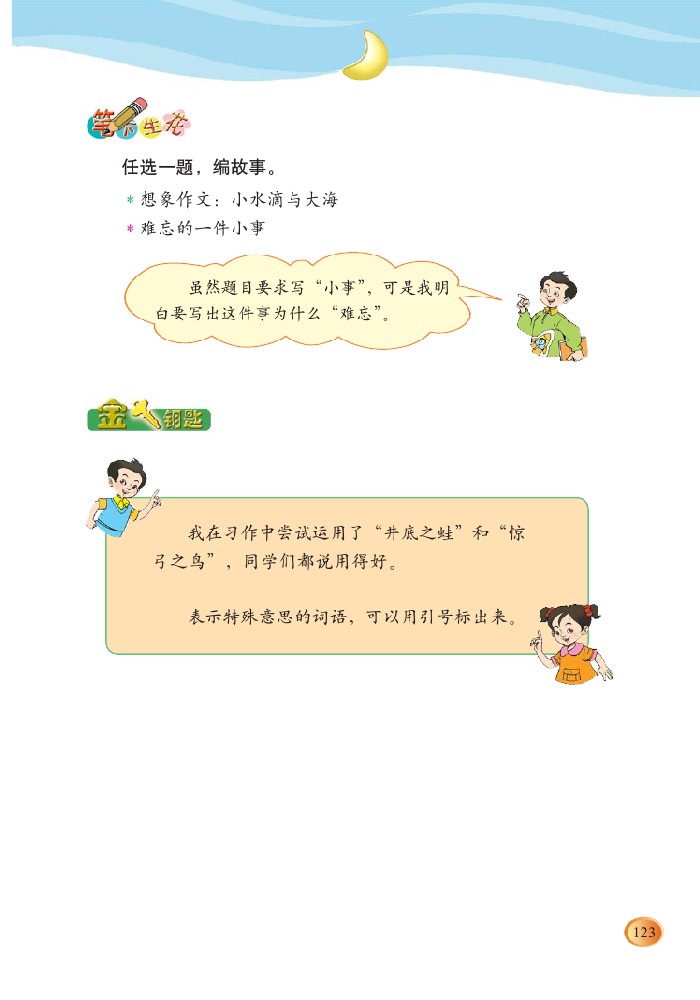 笔下生花
任选一题，编故事。
* 想象作文：小水滴与大海
* 难忘的一件小事
虽然题目要求写“小事”，可是我明
白要写出这件事为什么“难忘”。
金钥匙
我在习作中尝试运用了“井底之蛙”和“惊
弓之鸟”，同学们都说用得好。
表示特殊意思的词语，可以用引号标出来。
123